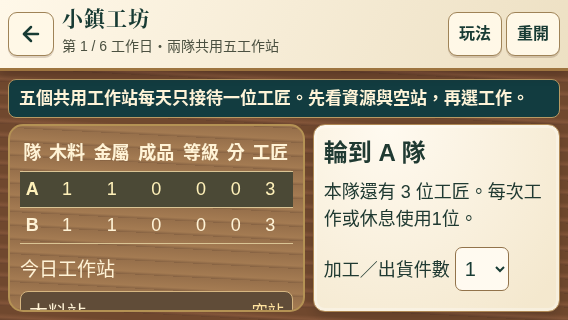 小鎮工坊
第 1 / 6 工作日・兩隊共用五工作站
玩法
重開
五個共用工作站每天只接待一位工匠。先看資源與空站，再選工作。
隊 木料 金屬 成品 等級 分 工匠
A 1 1 0 0 0 3
B 1 1 0 0 0 3
今日工作站
木料站 空站
輪到 A 隊
本隊還有 3 位工匠。每次工
作或休息使用1位。
加工／出貨件數 1